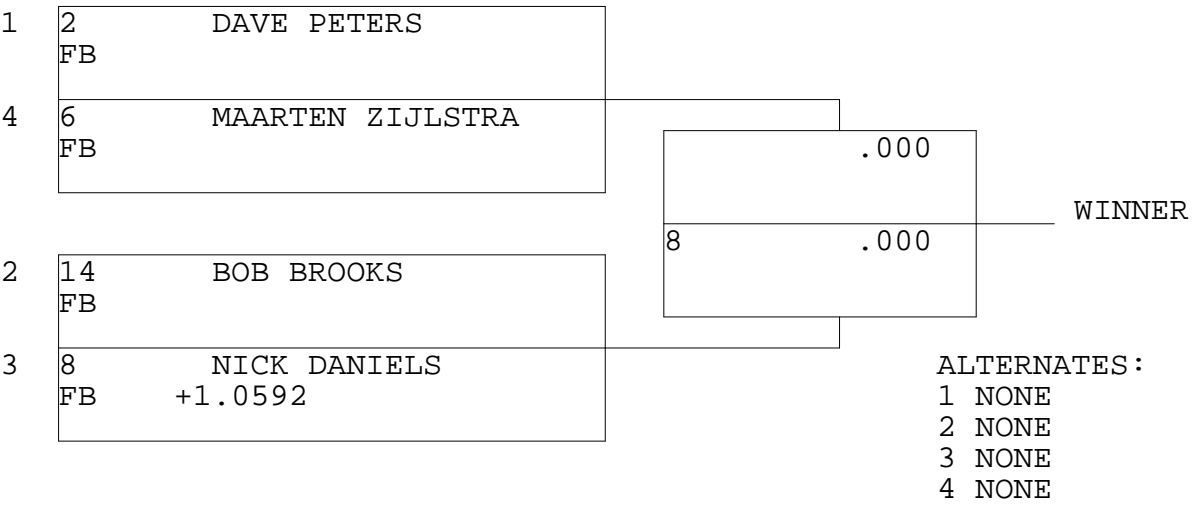 1 2 DAVE PETERS
FB
4 6 MAARTEN ZIJLSTRA
FB
.000
WINNER
8 .000
2 14 BOB BROOKS
FB
3 8 NICK DANIELS
FB +1.0592
ALTERNATES:
1 NONE
2 NONE
3 NONE
4 NONE